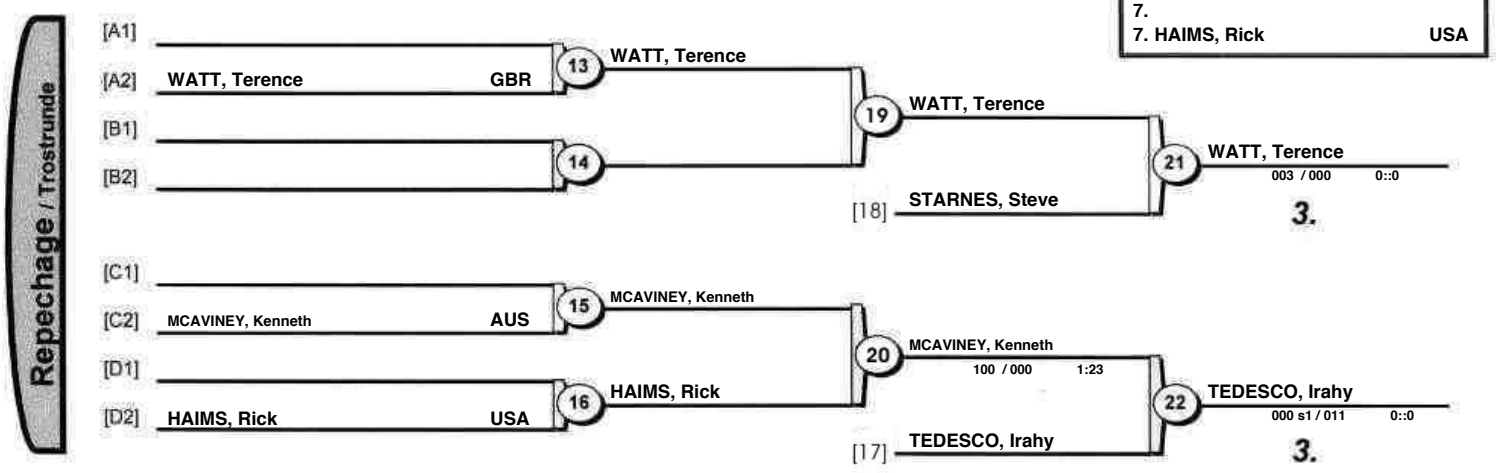 7.
7. HAIMS, Rick USA
Repechage / Trostrunde
[A1]
[A2] WATT, Terence GBR
13 WATT, Terence
[B1]
[B2]
14
19 WATT, Terence
[18] STARNES, Steve
21 WATT, Terence
003 / 000 0::0
3.
[C1]
[C2] MCAVINEY, Kenneth AUS
15 MCAVINEY, Kenneth
[D1]
[D2] HAIMS, Rick USA
16 HAIMS, Rick
20 MCAVINEY, Kenneth
100 / 000 1:23
[17] TEDESCO, Irahy
22 TEDESCO, Irahy
000 s1 / 011 0::0
3.